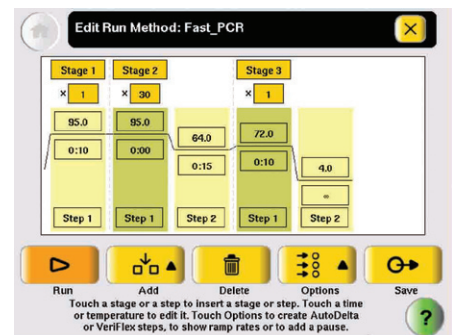 Edit Run Method: Fast_PCR
Stage 1 Stage 2 Stage 3
× 1 × 30 × 1
95.0 95.0 64.0 72.0 4.0
0:10 0:00 0:15 0:10 ∞
Step 1 Step 1 Step 2 Step 1 Step 2
Run Add Delete Options Save
Touch a stage or a step to insert a stage or step. Touch a time
or temperature to edit it. Touch Options to create AutoDelta
or VeriFlex steps, to show ramp rates or to add a pause.
?